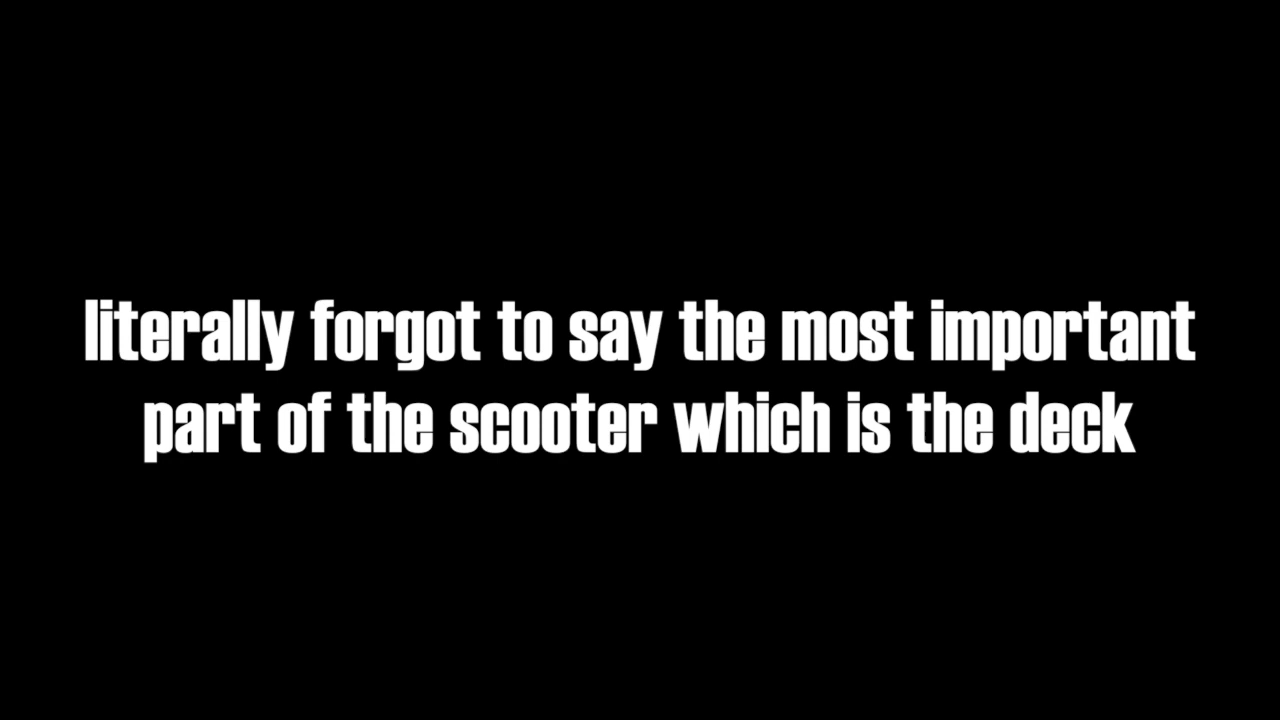 literally forgot to say the most important
part of the scooter which is the deck